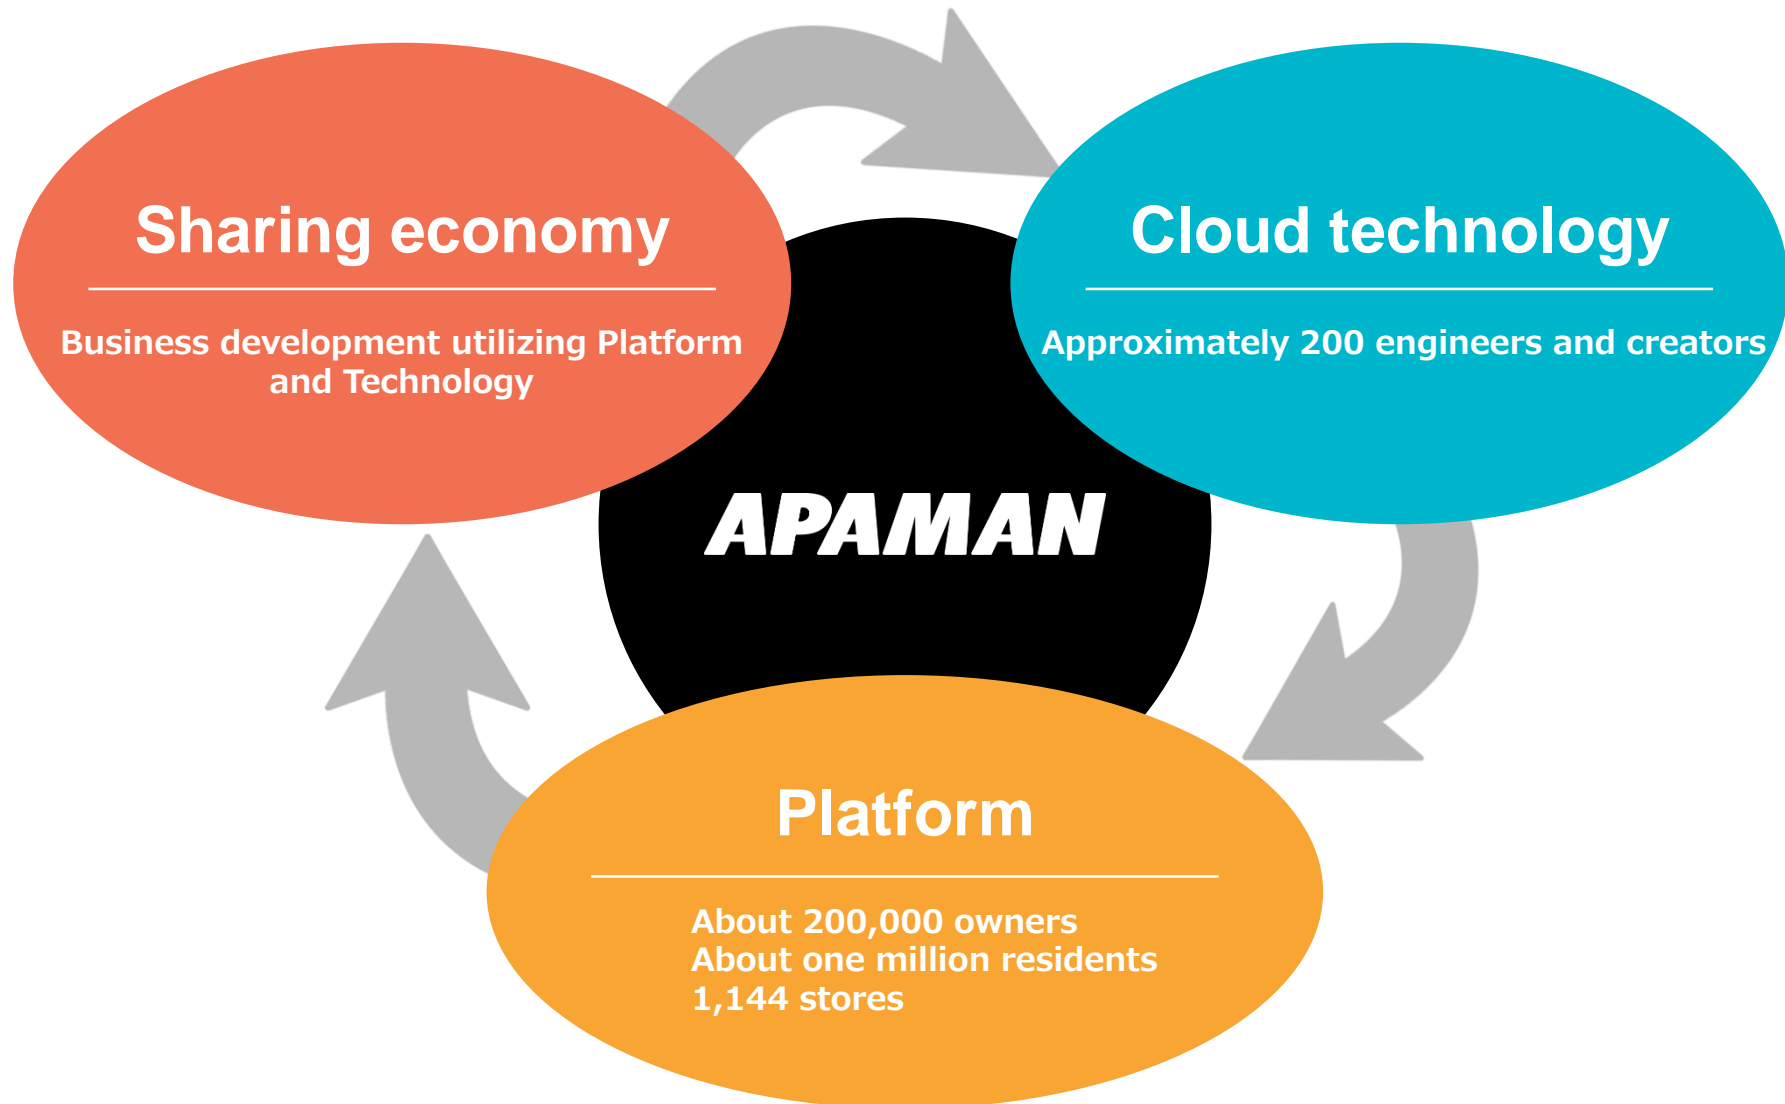 Sharing economy
Business development utilizing Platform
and Technology
Cloud technology
Approximately 200 engineers and creators
APAMAN
Platform
About 200,000 owners
About one million residents
1,144 stores